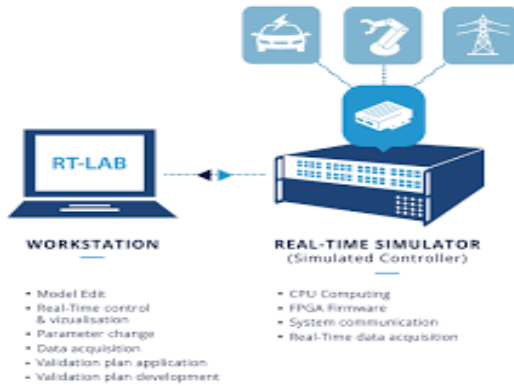 RT-LAB
WORKSTATION
• Model Edit
• Real-Time control
& vizualisation
• Parameter change
• Data acquisition
• Validation plan application
• Validation plan development
REAL-TIME SIMULATOR
(Simulated Controller)
• CPU Computing
• FPGA Firmware
• System communication
• Real-Time data acquisition